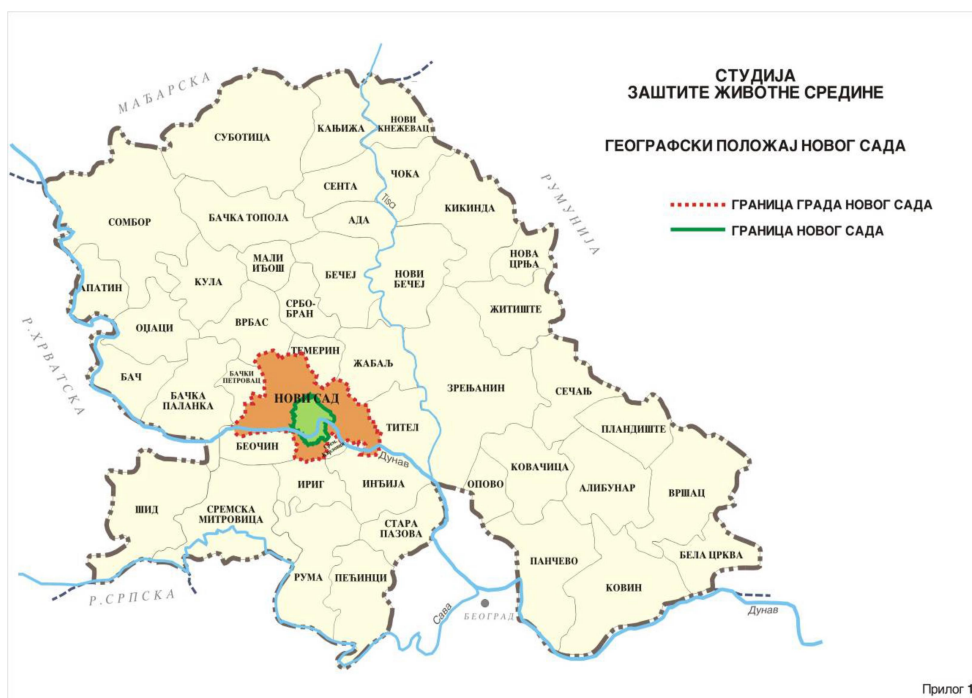 СТУДИЈА
ЗАШТИТЕ ЖИВОТНЕ СРЕДИНЕ
ГЕОГРАФСКИ ПОЛОЖАЈ НОВОГ САДА
ГРАНИЦА ГРАДА НОВОГ САДА
ГРАНИЦА НОВОГ САДА
МАЂАРСКА
РУМУНИЈА
Р.ХРВАТСКА
Р.СРПСКА
СУБОТИЦА
КАЊИЖА
НОВИ
КНЕЖЕВАЦ
СЕНТА
ЧОКА
Tisa
СОМБОР
БАЧКА ТОПОЛА
АДА
КИКИНДА
АПАТИН
КУЛА
МАЛИ
ИЂОШ
БЕЧЕЈ
НОВИ
БЕЧЕЈ
НОВА
ЦРЊА
ОЏАЦИ
ВРБАС
СРБО-
БРАН
ЖИТИШТЕ
ТЕМЕРИН
ЖАБАЉ
БАЧ
БАЧКА
ПАЛАНКА
БАЧКИ
ПЕТРОВАЦ
НОВИ САД
ЗРЕЊАНИН
СЕЧАЊ
ТИТЕЛ
ПЛАНДИШТЕ
БЕОЧИН
Дунав
ИРИГ
ИНЂИЈА
ОПОВО
КОВАЧИЦА
АЛИБУНАР
ВРШАЦ
ШИД
СРЕМСКА
МИТРОВИЦА
СТАРА
ПАЗОВА
БЕЛА ЦРКВА
РУМА
ПЕЋИНЦИ
ПАНЧЕВО
КОВИН
Сава
БЕОГРАД
Дунав
Прилог 1